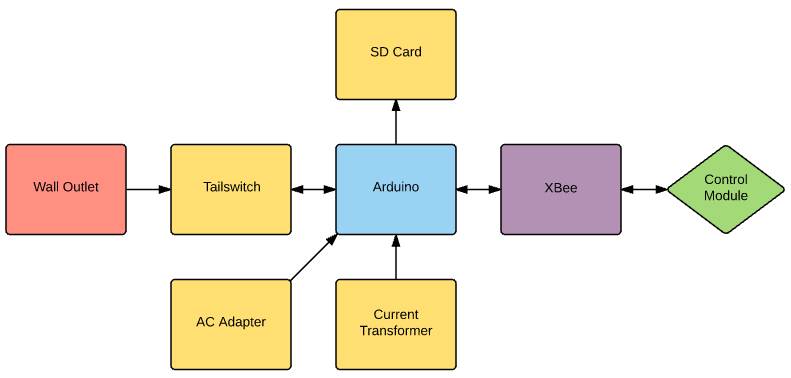 SD Card
Wall Outlet
Tailswitch
Arduino
XBee
Control
Module
AC Adapter
Current
Transformer